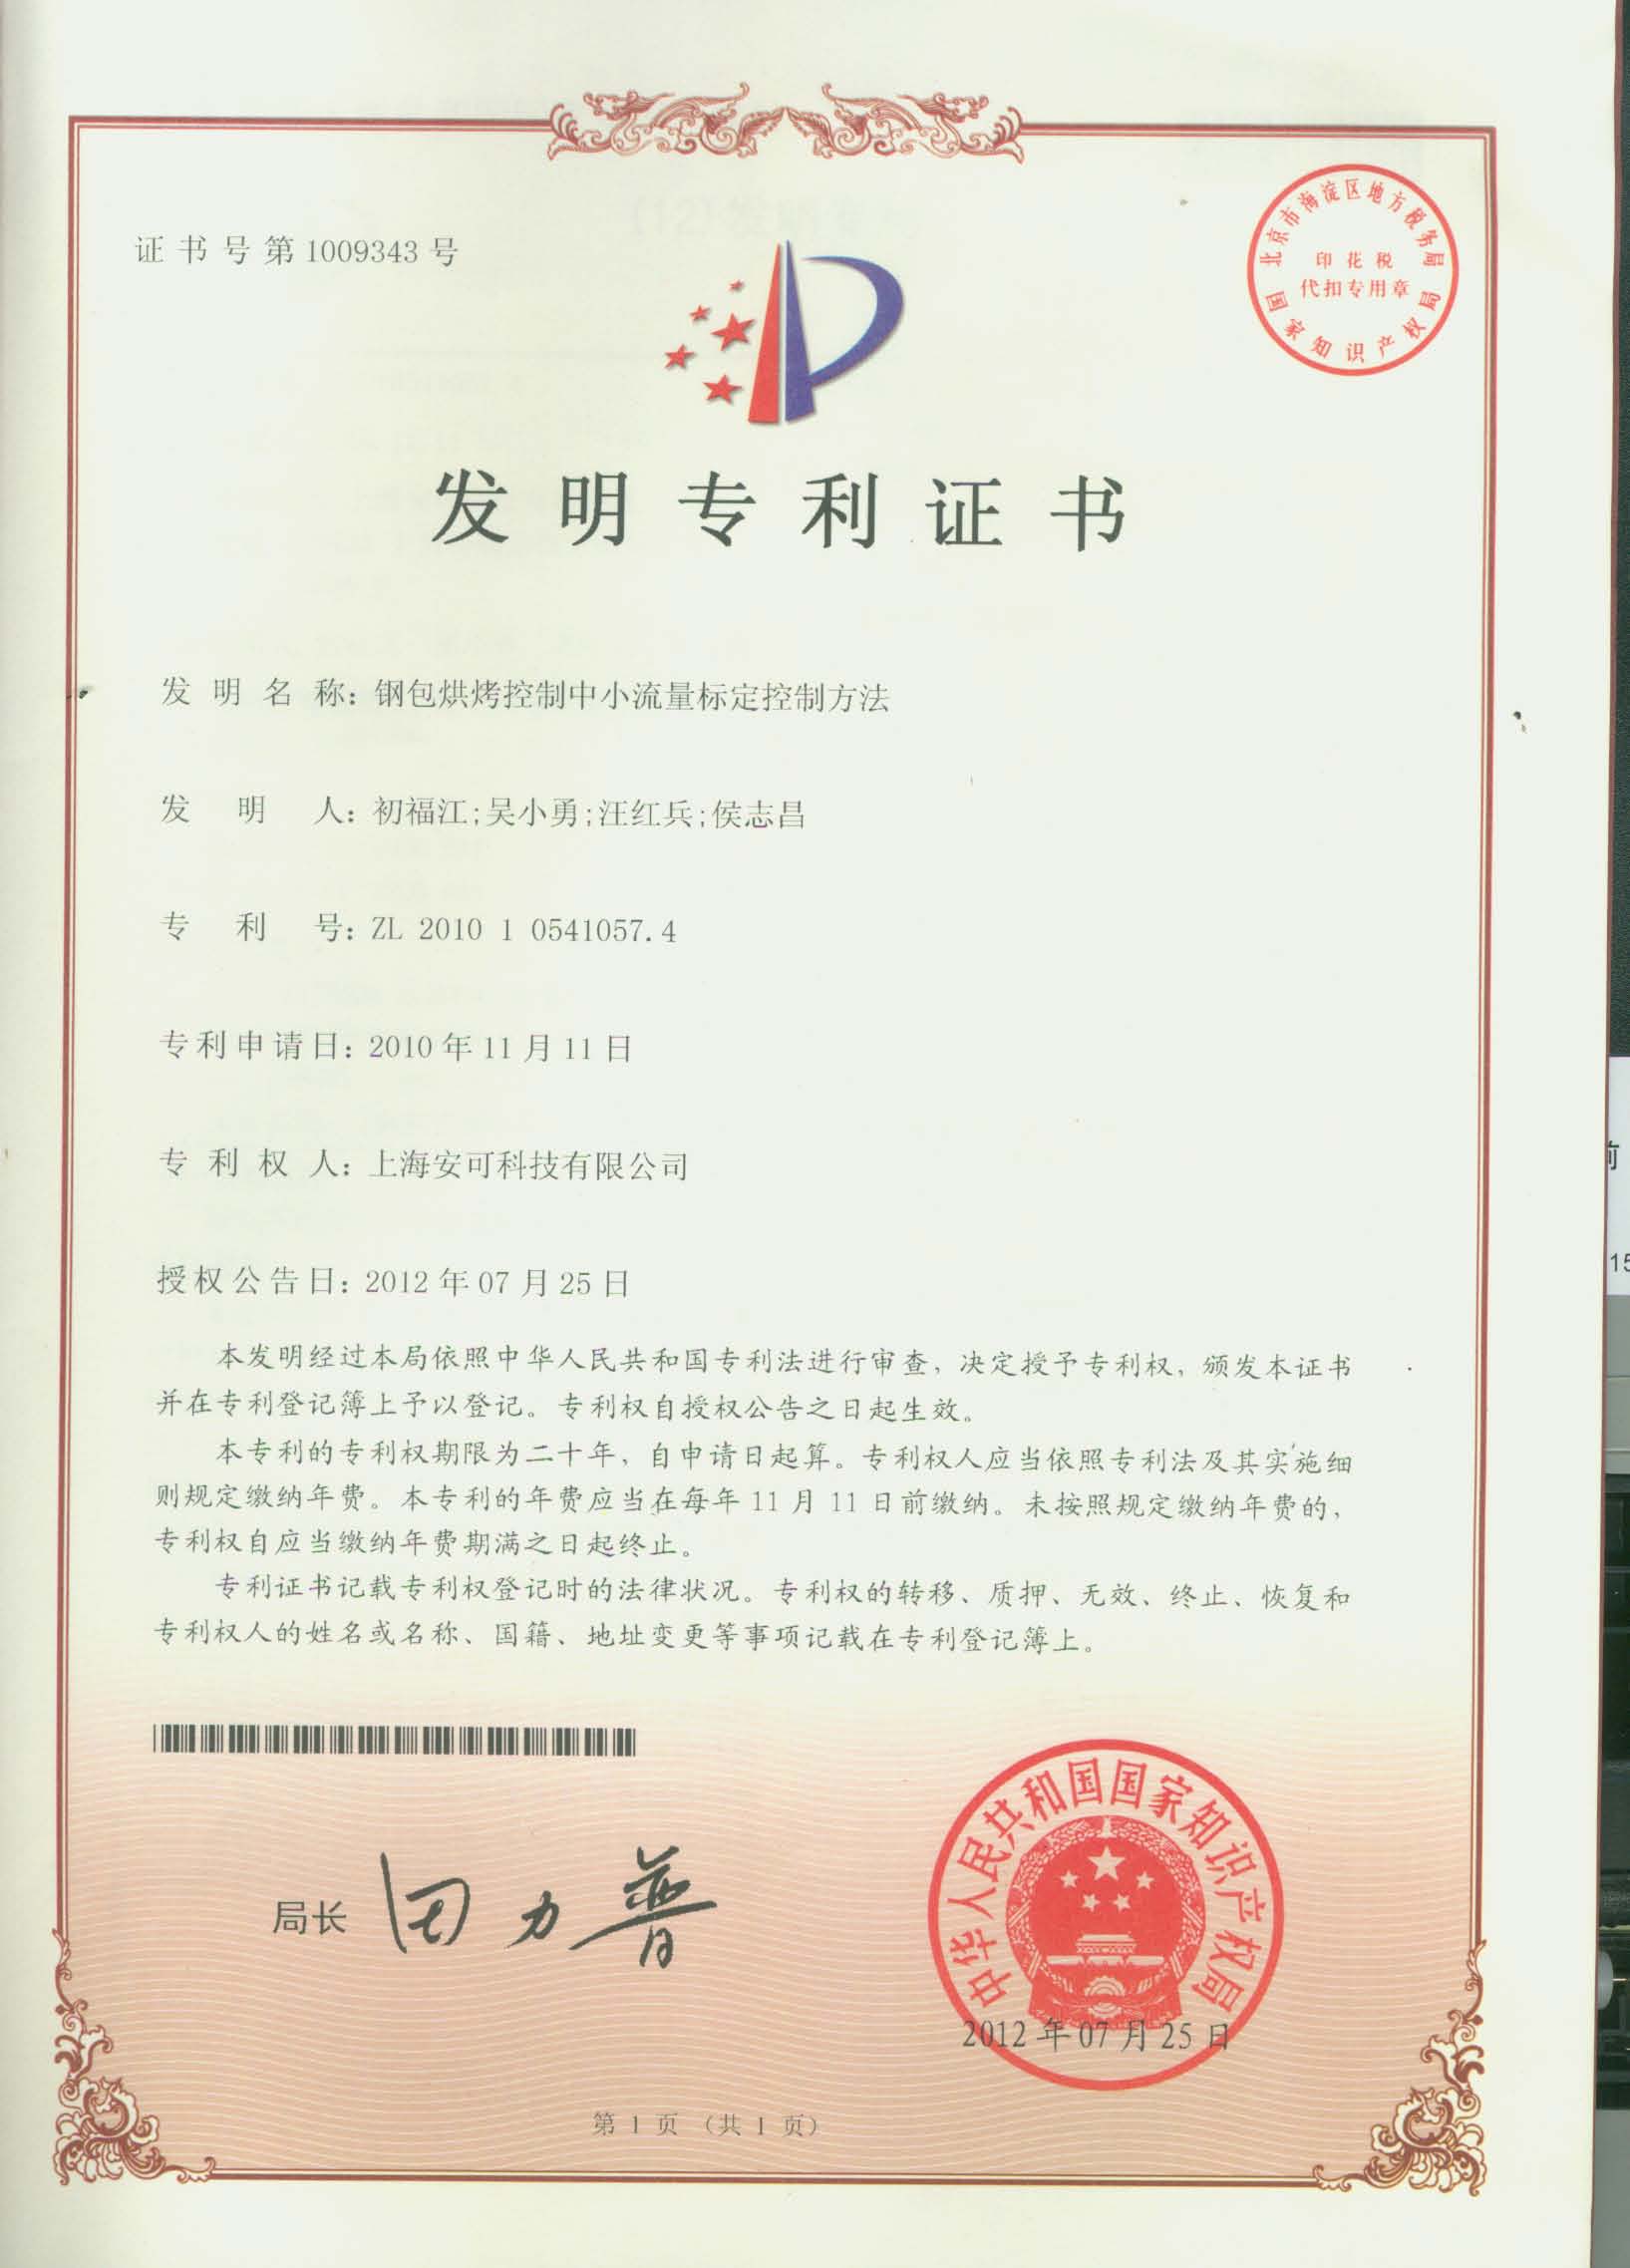 证书号第1009343号
北京市海淀区地方税务局
印花税
代扣专用章
国家知识产权局
发明专利证书
发明名称：钢包烘烤控制中小流量标定控制方法
发明人：初福江;吴小勇;汪红兵;侯志昌
专利号：ZL 2010 1 0541057.4
专利申请日：2010年11月11日
专利权人：上海安可科技有限公司
授权公告日：2012年07月25日
本发明经过本局依照中华人民共和国专利法进行审查，决定授予专利权，颁发本证书
并在专利登记簿上予以登记。专利权自授权公告之日起生效。
本专利的专利权期限为二十年，自申请日起算。专利权人应当依照专利法及其实施细
则规定缴纳年费。本专利的年费应当在每年11月11日前缴纳。未按照规定缴纳年费的，
专利权自应当缴纳年费期满之日起终止。
专利证书记载专利权登记时的法律状况。专利权的转移、质押、无效、终止、恢复和
专利权人的姓名或名称、国籍、地址变更等事项记载在专利登记簿上。
局长 田力普
中华人民共和国国家知识产权局
2012年07月25日
第 1 页 （共 1 页）
前
15